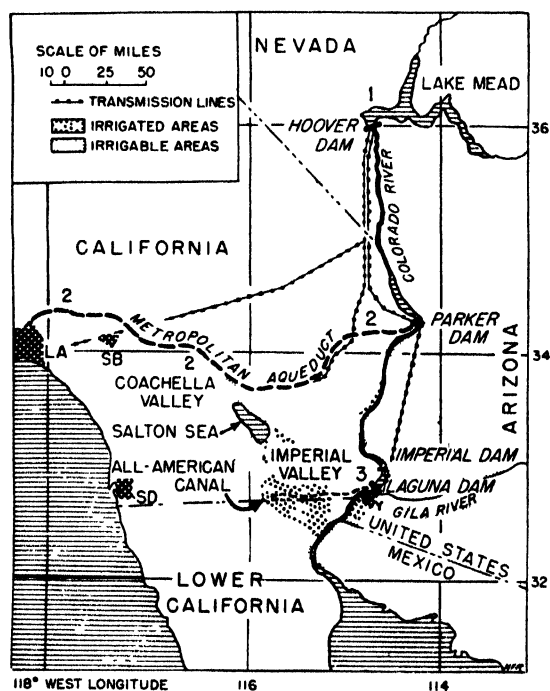 NEVADA
SCALE OF MILES
10 0 25 50
TRANSMISSION LINES
IRRIGATED AREAS
IRRIGABLE AREAS
1
LAKE MEAD
HOOVER
DAM
36
COLORADO RIVER
CALIFORNIA
2
METROPOLITAN
AQUEDUCT
2
PARKER
DAM
LA
SB
2
34
ARIZONA
COACHELLA
VALLEY
SALTON SEA
IMPERIAL
VALLEY
3
IMPERIAL DAM
ALL-AMERICAN
CANAL
LAGUNA DAM
SD
GILA RIVER
UNITED STATES
MEXICO
LOWER
CALIFORNIA
32
118° WEST LONGITUDE
116
114